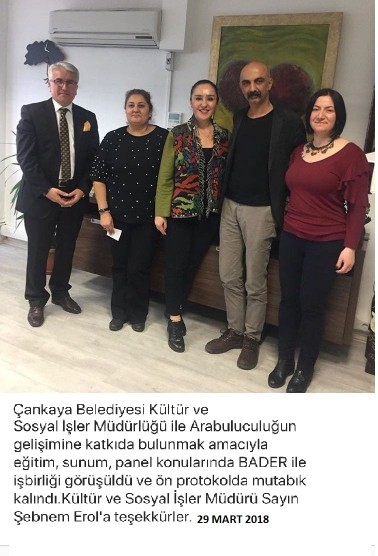 Çankaya Belediyesi Kültür ve
Sosyal İşler Müdürlüğü ile Arabuluculuğun
gelişimine katkıda bulunmak amacıyla
eğitim, sunum, panel konularında BADER ile
işbirliği görüşüldü ve ön protokolda mutabık
kalındı.Kültür ve Sosyal İşler Müdürü Sayın
Şebnem Erol'a teşekkürler. 29 MART 2018